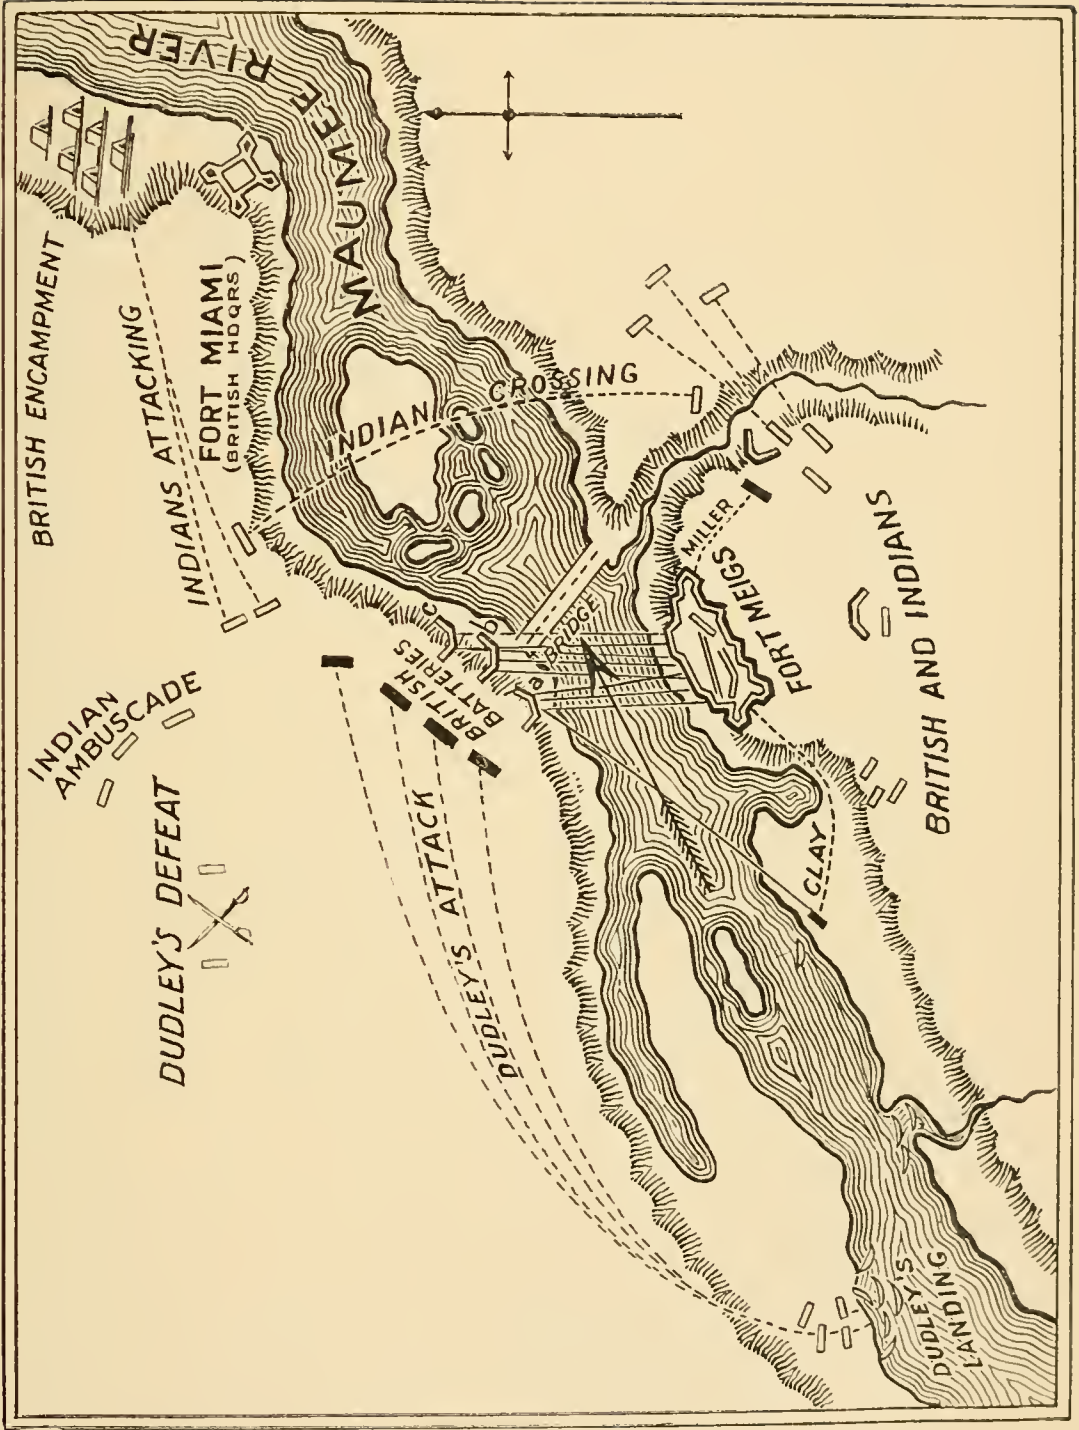 MAUMEE RIVER
BRITISH ENCAMPMENT
INDIANS ATTACKING
FORT MIAMI
(BRITISH HDQRS)
INDIAN CROSSING
MILLER
FORT MEIGS
BRITISH AND INDIANS
BRIDGE
c
b
a
BRITISH
BATTERIES
INDIAN
AMBUSCADE
DUDLEY'S DEFEAT
DUDLEY'S ATTACK
CLAY
DUDLEY'S
LANDING